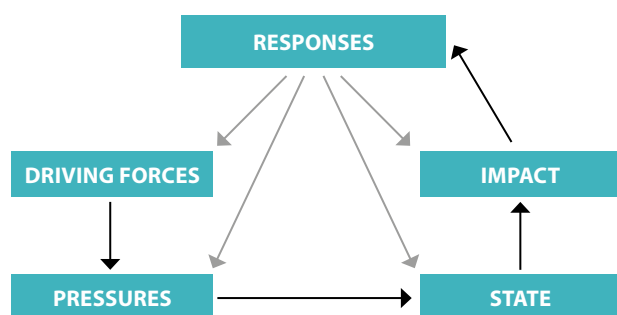 RESPONSES
DRIVING FORCES
IMPACT
PRESSURES
STATE